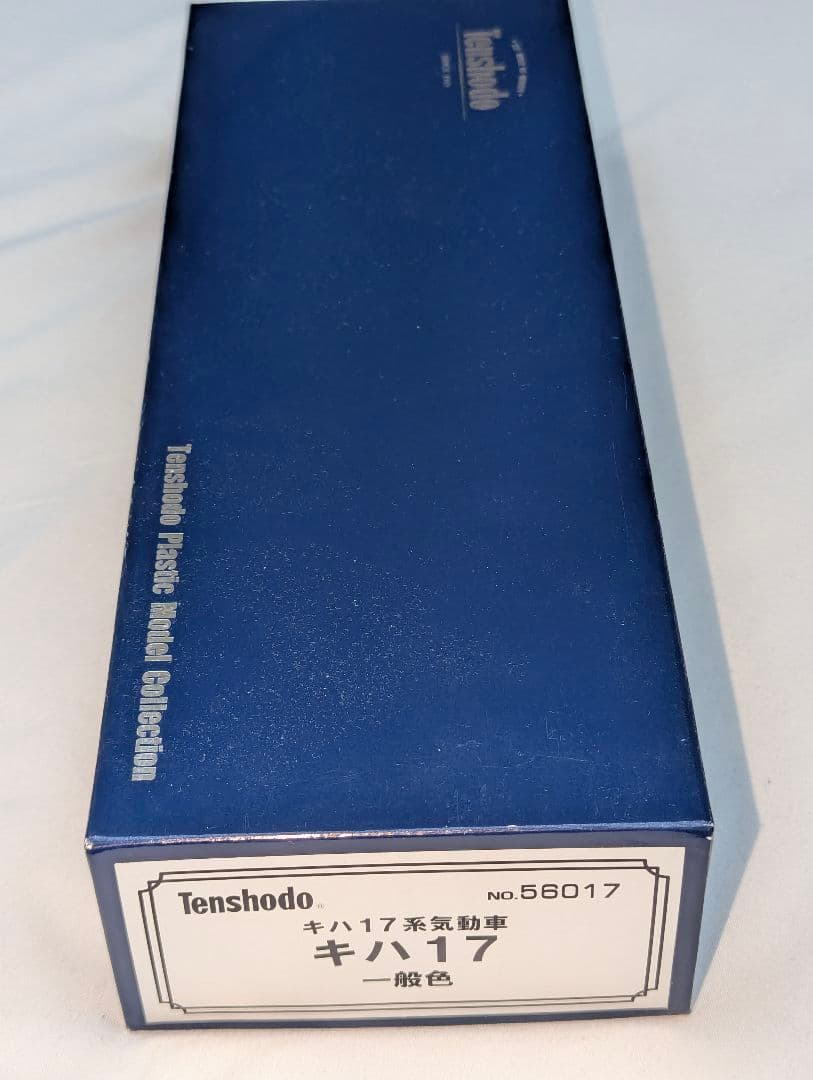 Tenshodo
Tenshodo Plastic Model Collection
Tenshodo
NO.56017
キハ17系気動車
キハ17
一般色